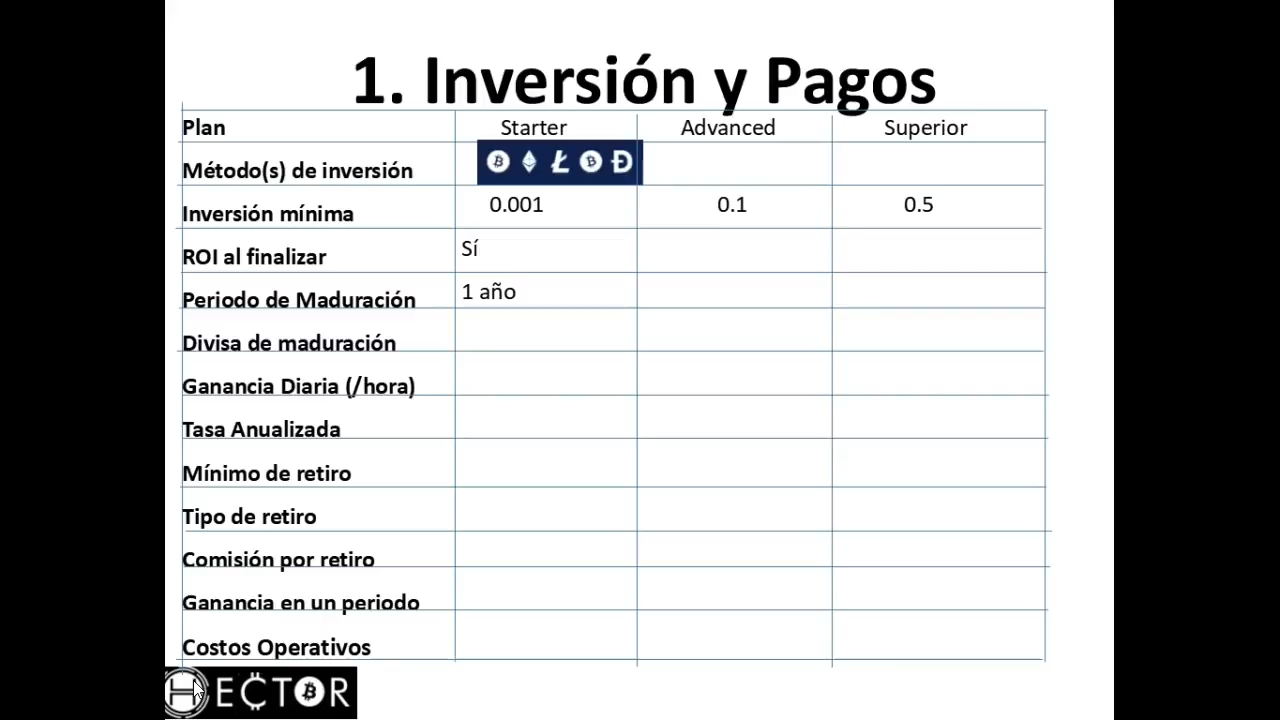 1. Inversión y Pagos
Plan Starter Advanced Superior
Método(s) de inversión
Inversión mínima 0.001 0.1 0.5
ROI al finalizar Sí
Periodo de Maduración 1 año
Divisa de maduración
Ganancia Diaria (/hora)
Tasa Anualizada
Mínimo de retiro
Tipo de retiro
Comisión por retiro
Ganancia en un periodo
Costos Operativos
HECTOR